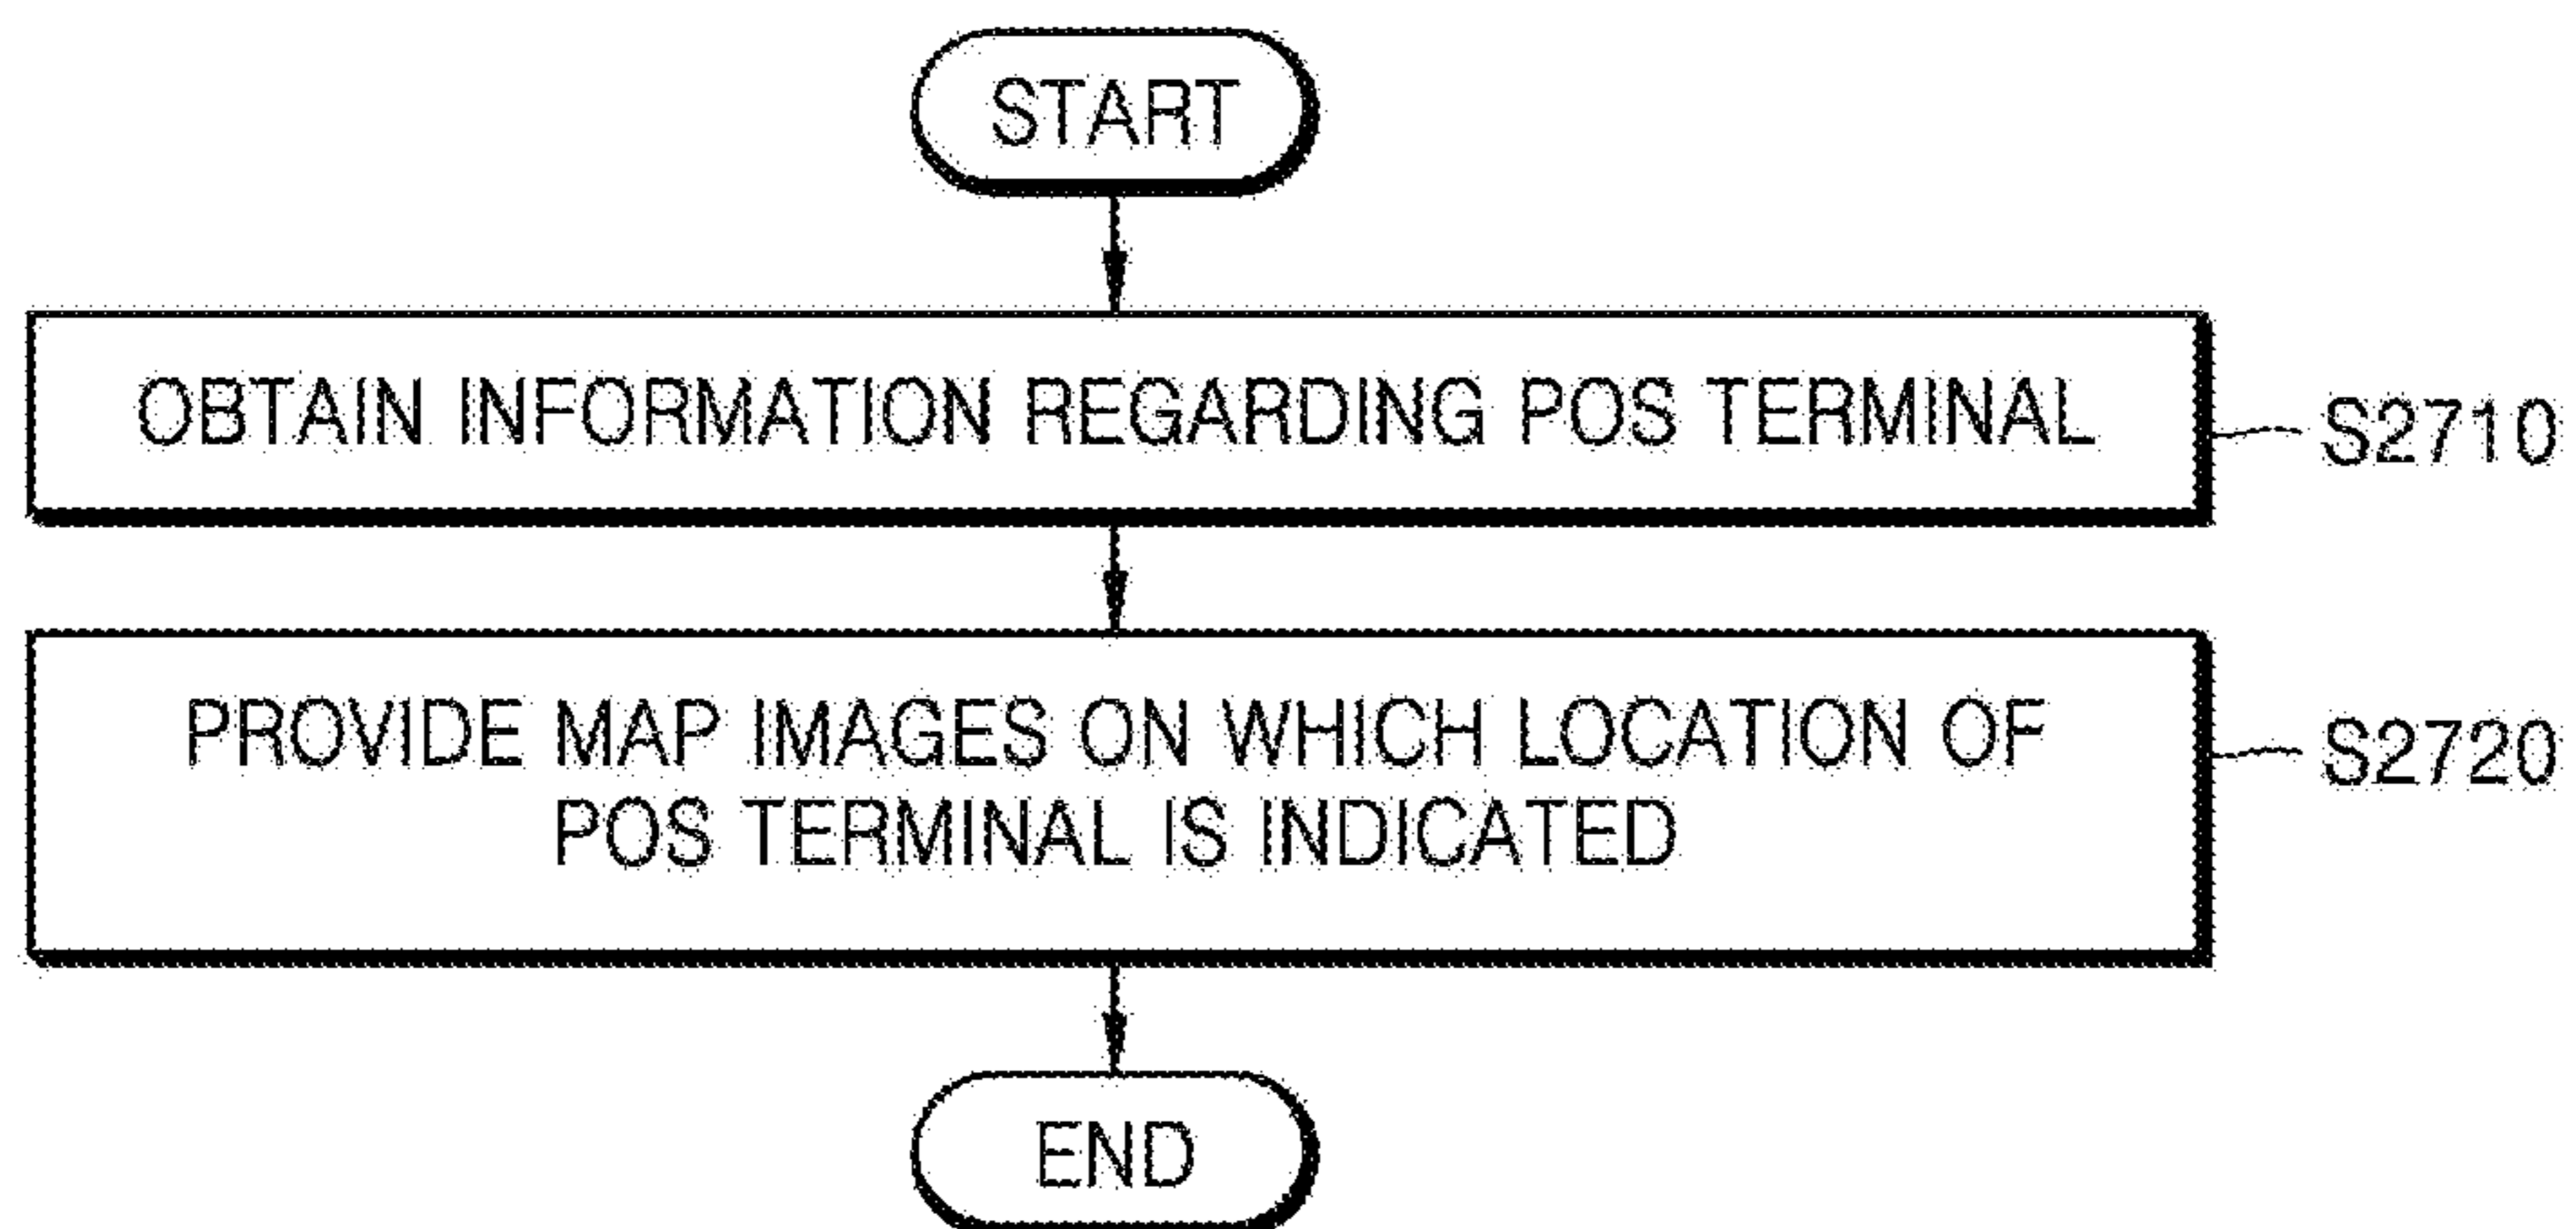 START
OBTAIN INFORMATION REGARDING POS TERMINAL
S2710
PROVIDE MAP IMAGES ON WHICH LOCATION OF
POS TERMINAL IS INDICATED
S2720
END